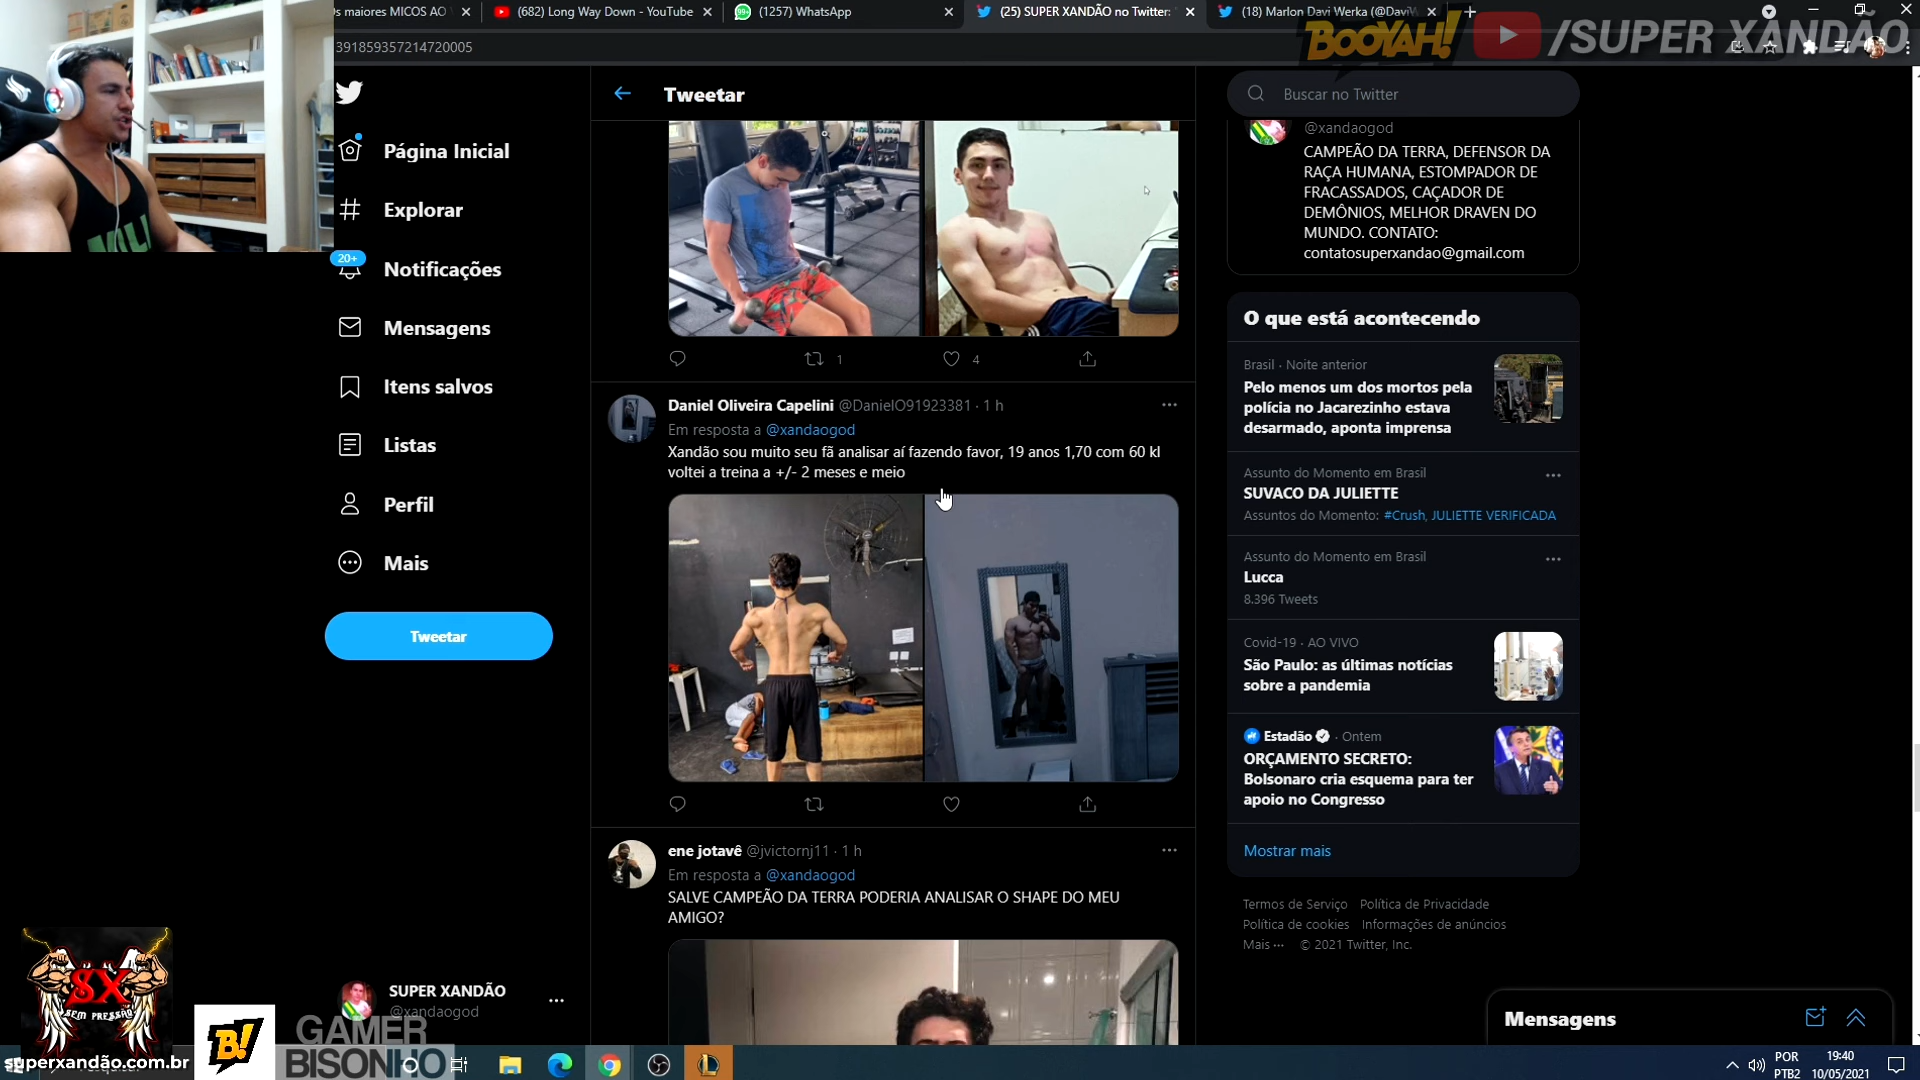 os maiores MICOS AO
(682) Long Way Down - YouTube
(1257) WhatsApp
(25) SUPER XANDÃO no Twitter:
(18) Marlon Davi Werka (@DaviW
BOOYAH!
/SUPER XANDÃO
391859357214720005
Tweetar
Buscar no Twitter
@xandaogod
CAMPEÃO DA TERRA, DEFENSOR DA
RAÇA HUMANA, ESTOMPADOR DE
FRACASSADOS, CAÇADOR DE
DEMÔNIOS, MELHOR DRAVEN DO
MUNDO. CONTATO:
contatosuperxandao@gmail.com
Página Inicial
Explorar
20+
Notificações
Mensagens
Itens salvos
Listas
Perfil
Mais
Tweetar
1
4
Daniel Oliveira Capelini @DanielO91923381 · 1 h
Em resposta a @xandaogod
Xandão sou muito seu fã analisar aí fazendo favor, 19 anos 1,70 com 60 kl
voltei a treina a +/- 2 meses e meio
ene jotavê @jvictornj11 · 1 h
Em resposta a @xandaogod
SALVE CAMPEÃO DA TERRA PODERIA ANALISAR O SHAPE DO MEU
AMIGO?
O que está acontecendo
Brasil · Noite anterior
Pelo menos um dos mortos pela
polícia no Jacarezinho estava
desarmado, aponta imprensa
Assunto do Momento em Brasil
SUVACO DA JULIETTE
Assuntos do Momento: #Crush, JULIETTE VERIFICADA
Assunto do Momento em Brasil
Lucca
8.396 Tweets
Covid-19 · AO VIVO
São Paulo: as últimas notícias
sobre a pandemia
Estadão · Ontem
ORÇAMENTO SECRETO:
Bolsonaro cria esquema para ter
apoio no Congresso
Mostrar mais
Termos de Serviço Política de Privacidade
Política de cookies Informações de anúncios
Mais ··· © 2021 Twitter, Inc.
Mensagens
SUPER XANDÃO
@xandaogod
SX
SEM PRESSÃO
superxandão.com.br
B!
GAMER
BISONHO
POR
PTB2
19:40
10/05/2021